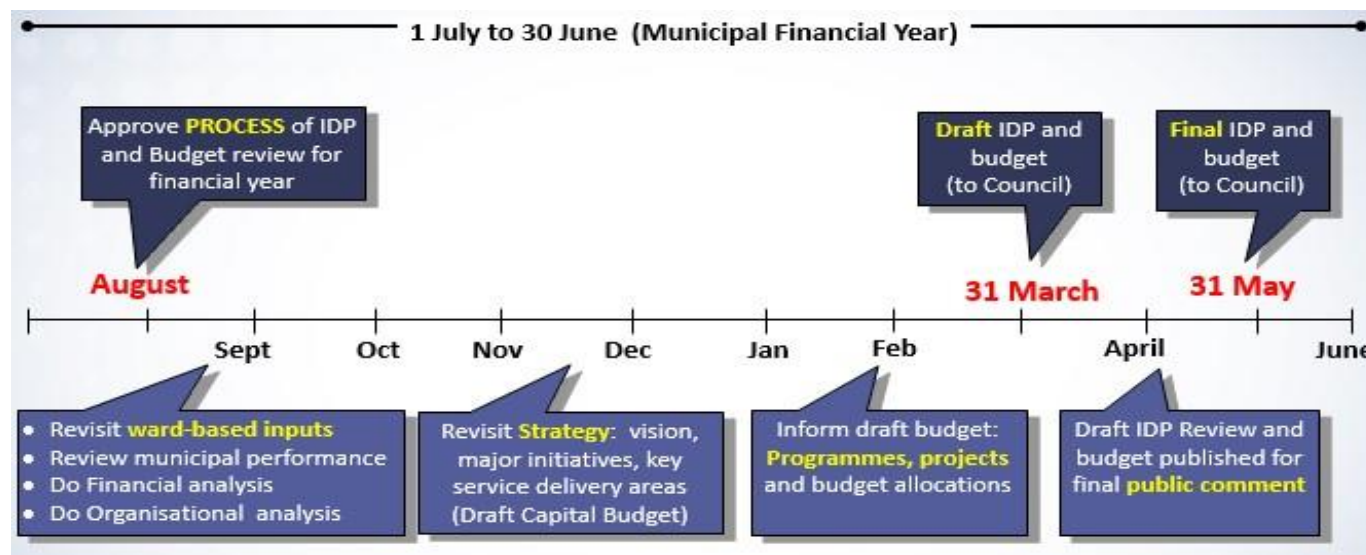 1 July to 30 June (Municipal Financial Year)
Approve PROCESS of IDP
and Budget review for
financial year
Draft IDP and
budget
(to Council)
Final IDP and
budget
(to Council)
August
31 March
31 May
Sept
Oct
Nov
Dec
Jan
Feb
April
June
• Revisit ward-based inputs
• Review municipal performance
• Do Financial analysis
• Do Organisational analysis
Revisit Strategy: vision,
major initiatives, key
service delivery areas
(Draft Capital Budget)
Inform draft budget:
Programmes, projects
and budget allocations
Draft IDP Review and
budget published for
final public comment